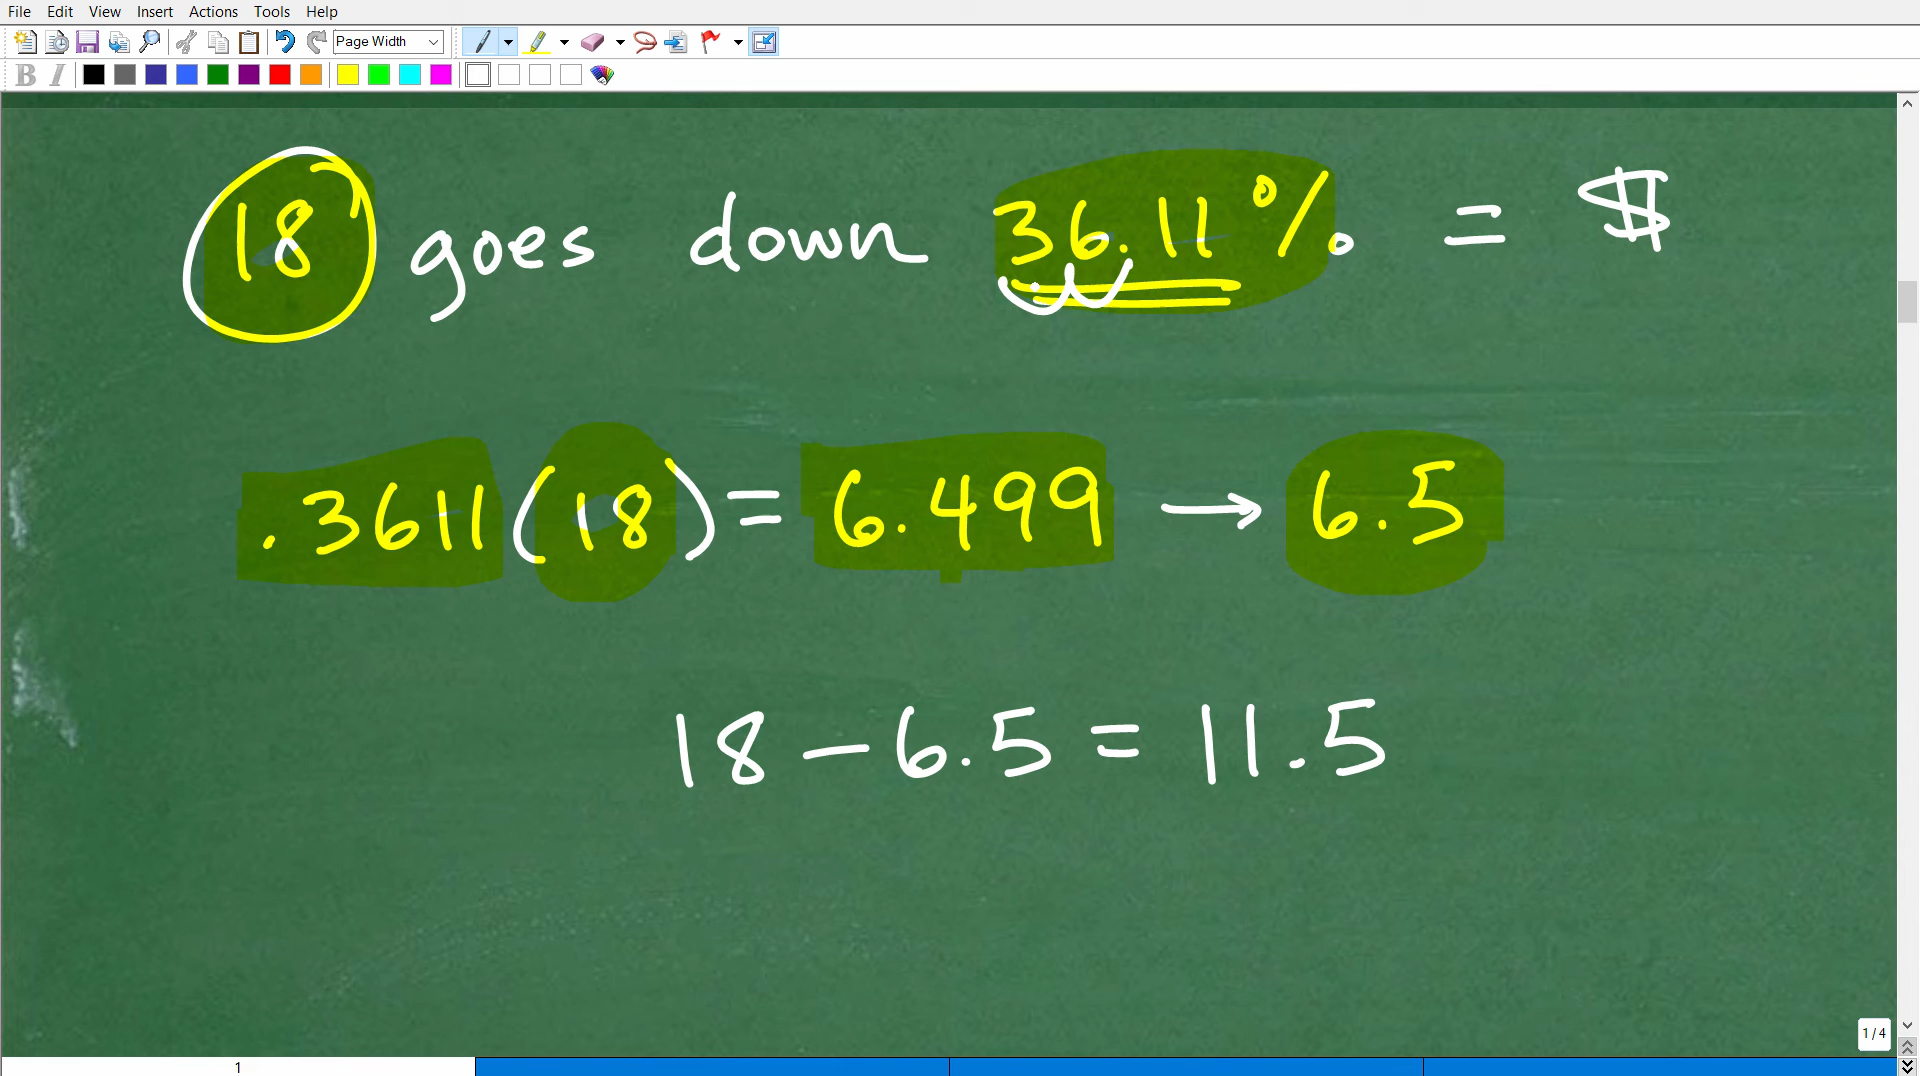 File Edit View Insert Actions Tools Help
Page Width
B I
18 goes down 36.11% = $
.3611(18) = 6.499 → 6.5
18 - 6.5 = 11.5
1 / 4
1